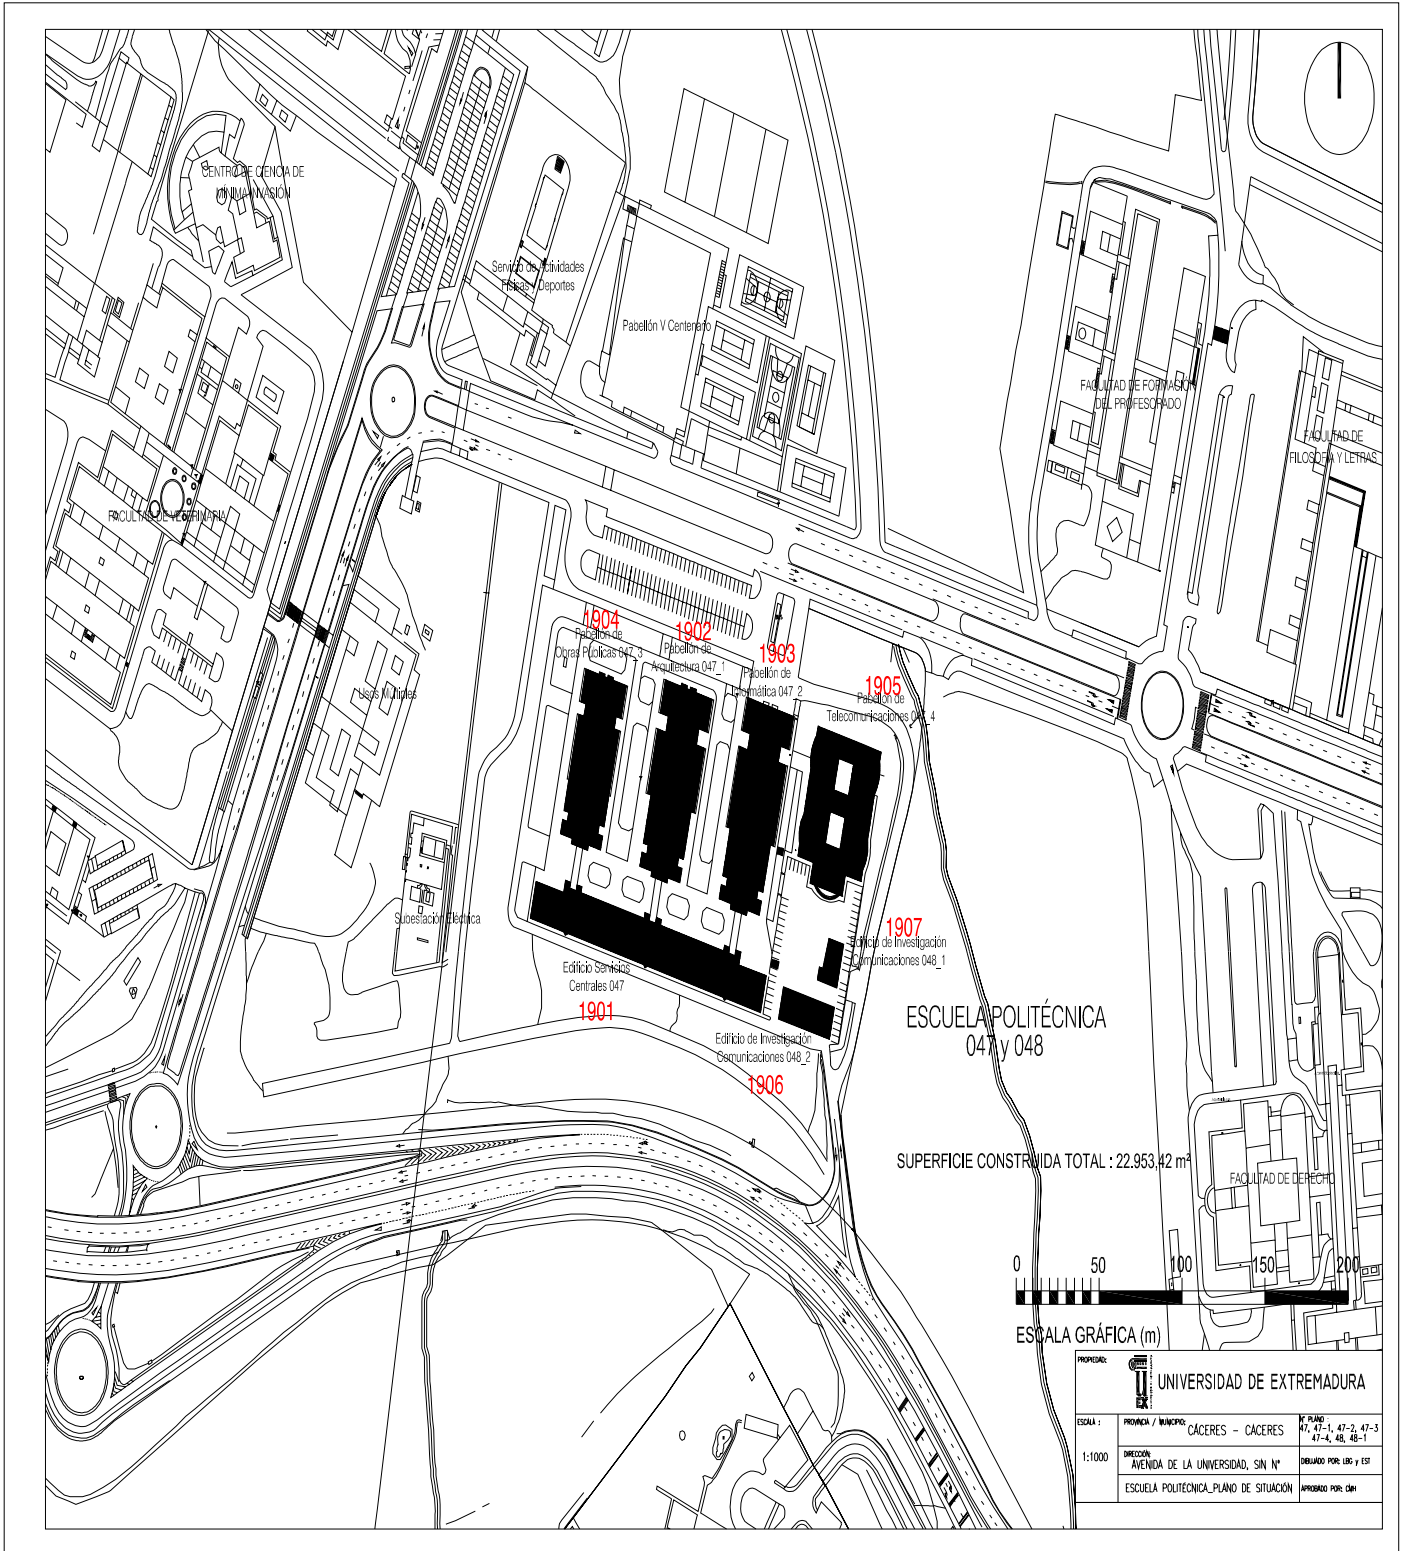 CENTRO DE CIENCIA DE
MÍNIMA INVASIÓN
Servicio de Actividades
Físicas y Deportes
Pabellón V Centenario
FACULTAD DE FORMACIÓN
DEL PROFESORADO
FACULTAD DE
FILOSOFÍA Y LETRAS
FACULTAD DE VETERINARIA
Usos Múltiples
Subestación Eléctrica
1904
Pabellón de
Obras Públicas 047_3
1902
Pabellón de
Arquitectura 047_1
1903
Pabellón de
Informática 047_2
1905
Pabellón de
Telecomunicaciones 047_4
1907
Edificio de Investigación
Comunicaciones 048_1
Edificio Servicios
Centrales 047
1901
Edificio de Investigación
Comunicaciones 048_2
1906
ESCUELA POLITÉCNICA
047 y 048
SUPERFICIE CONSTRUIDA TOTAL : 22.953,42 m²
FACULTAD DE DERECHO
0 50 100 150 200
ESCALA GRÁFICA (m)
PROPIEDAD:
UEX
UNIVERSIDAD DE EXTREMADURA
ESCALA :
1:1000
PROVINCIA / MUNICIPIO:
CÁCERES - CÁCERES
Nº PLANO :
47, 47-1, 47-2, 47-3
47-4, 48, 48-1
DIRECCIÓN:
AVENIDA DE LA UNIVERSIDAD, SIN Nº
DIBUJADO POR: LBG y EST
ESCUELA POLITÉCNICA_PLANO DE SITUACIÓN
APROBADO POR: CMH